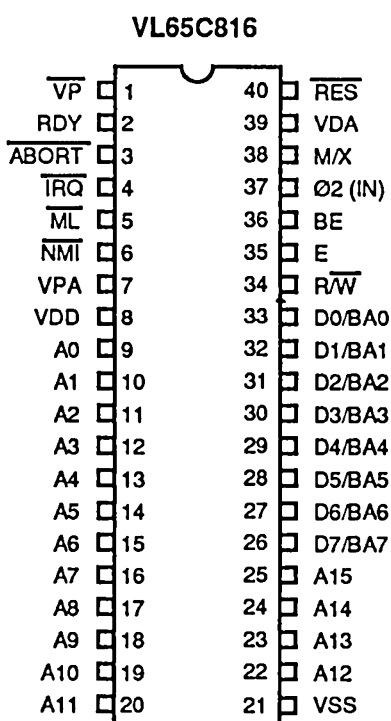 VL65C816
VP 1 40 RES
RDY 2 39 VDA
ABORT 3 38 M/X
IRQ 4 37 Ø2 (IN)
ML 5 36 BE
NMI 6 35 E
VPA 7 34 R/W
VDD 8 33 D0/BA0
A0 9 32 D1/BA1
A1 10 31 D2/BA2
A2 11 30 D3/BA3
A3 12 29 D4/BA4
A4 13 28 D5/BA5
A5 14 27 D6/BA6
A6 15 26 D7/BA7
A7 16 25 A15
A8 17 24 A14
A9 18 23 A13
A10 19 22 A12
A11 20 21 VSS